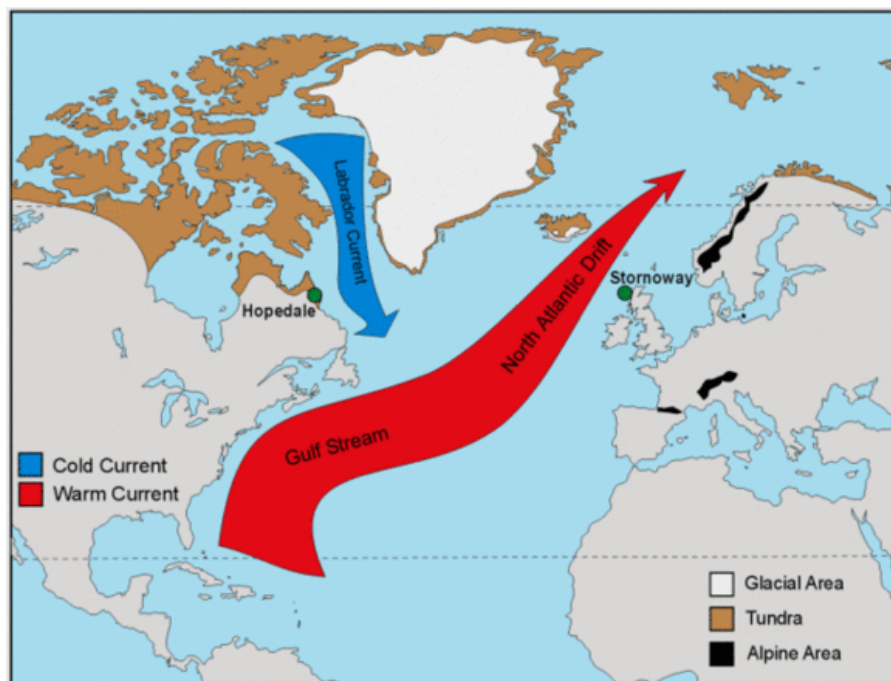 Labrador Current
Hopedale
Stornoway
North Atlantic Drift
Gulf Stream
Cold Current
Warm Current
Glacial Area
Tundra
Alpine Area